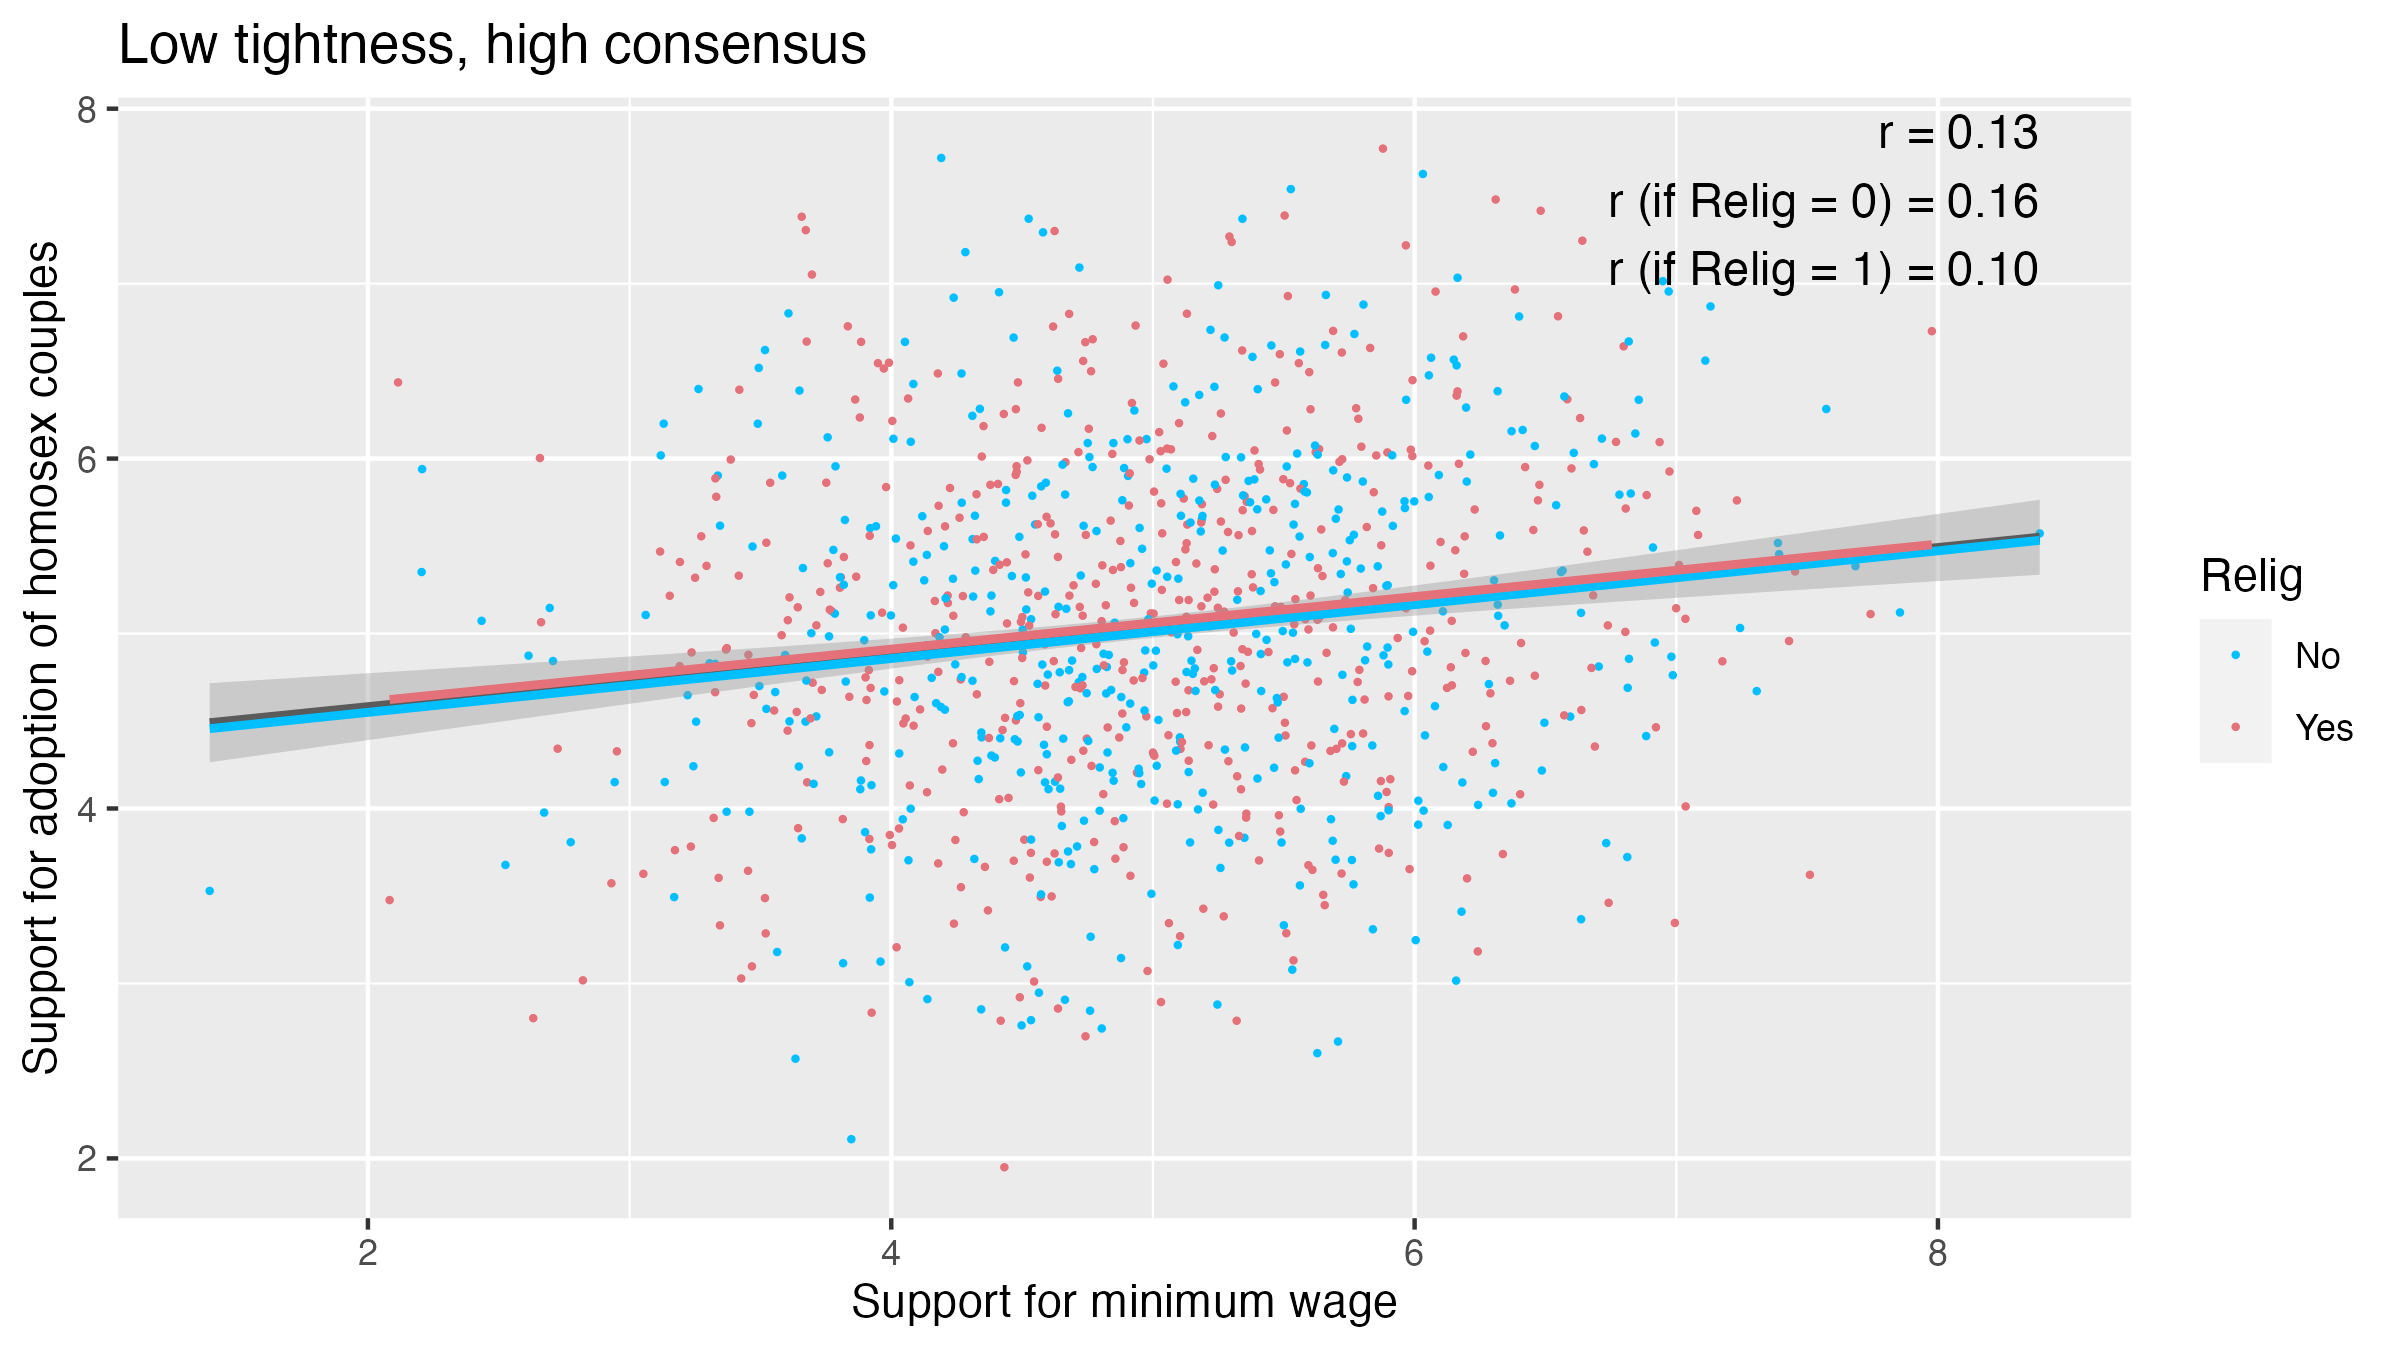 Low tightness, high consensus
r = 0.13
r (if Relig = 0) = 0.16
r (if Relig = 1) = 0.10
8
6
4
2
Support for adoption of homosex couples
2 4 6 8
Support for minimum wage
Relig
No
Yes